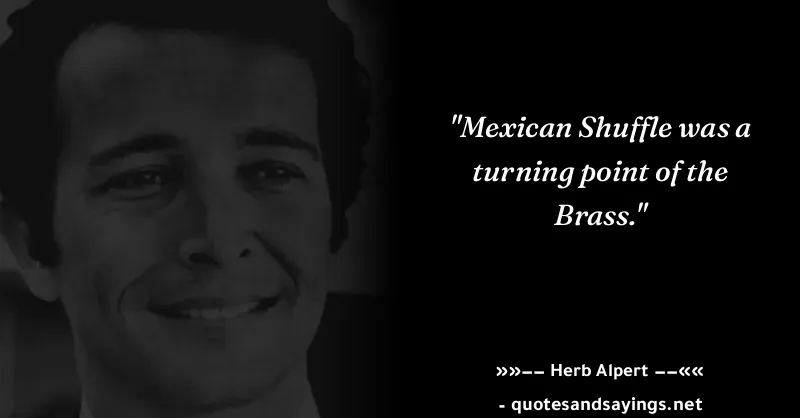 "Mexican Shuffle was a
turning point of the
Brass."
»»−− Herb Alpert −−««
- quotesandsayings.net